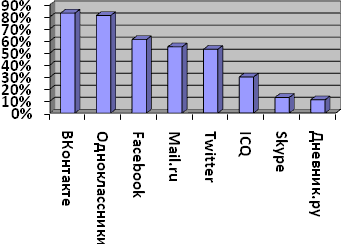 90%
80%
70%
60%
50%
40%
30%
20%
10%
0%
ВКонтакте
Одноклассники
Facebook
Mail.ru
Twitter
ICQ
Skype
Дневник.ру